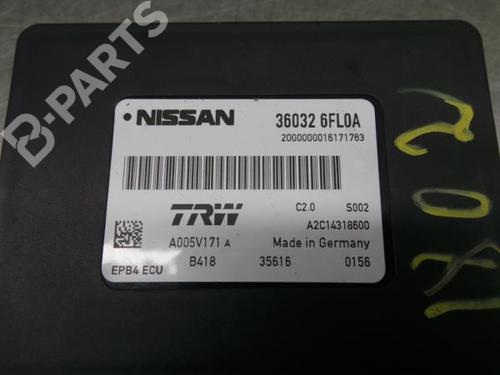 NISSAN 36032 6FL0A
2000000016171763
TRW C2.0 S002
A2C14318600
A005V171 A Made in Germany
EPB4 ECU B418 35616 0156
B-PARTS